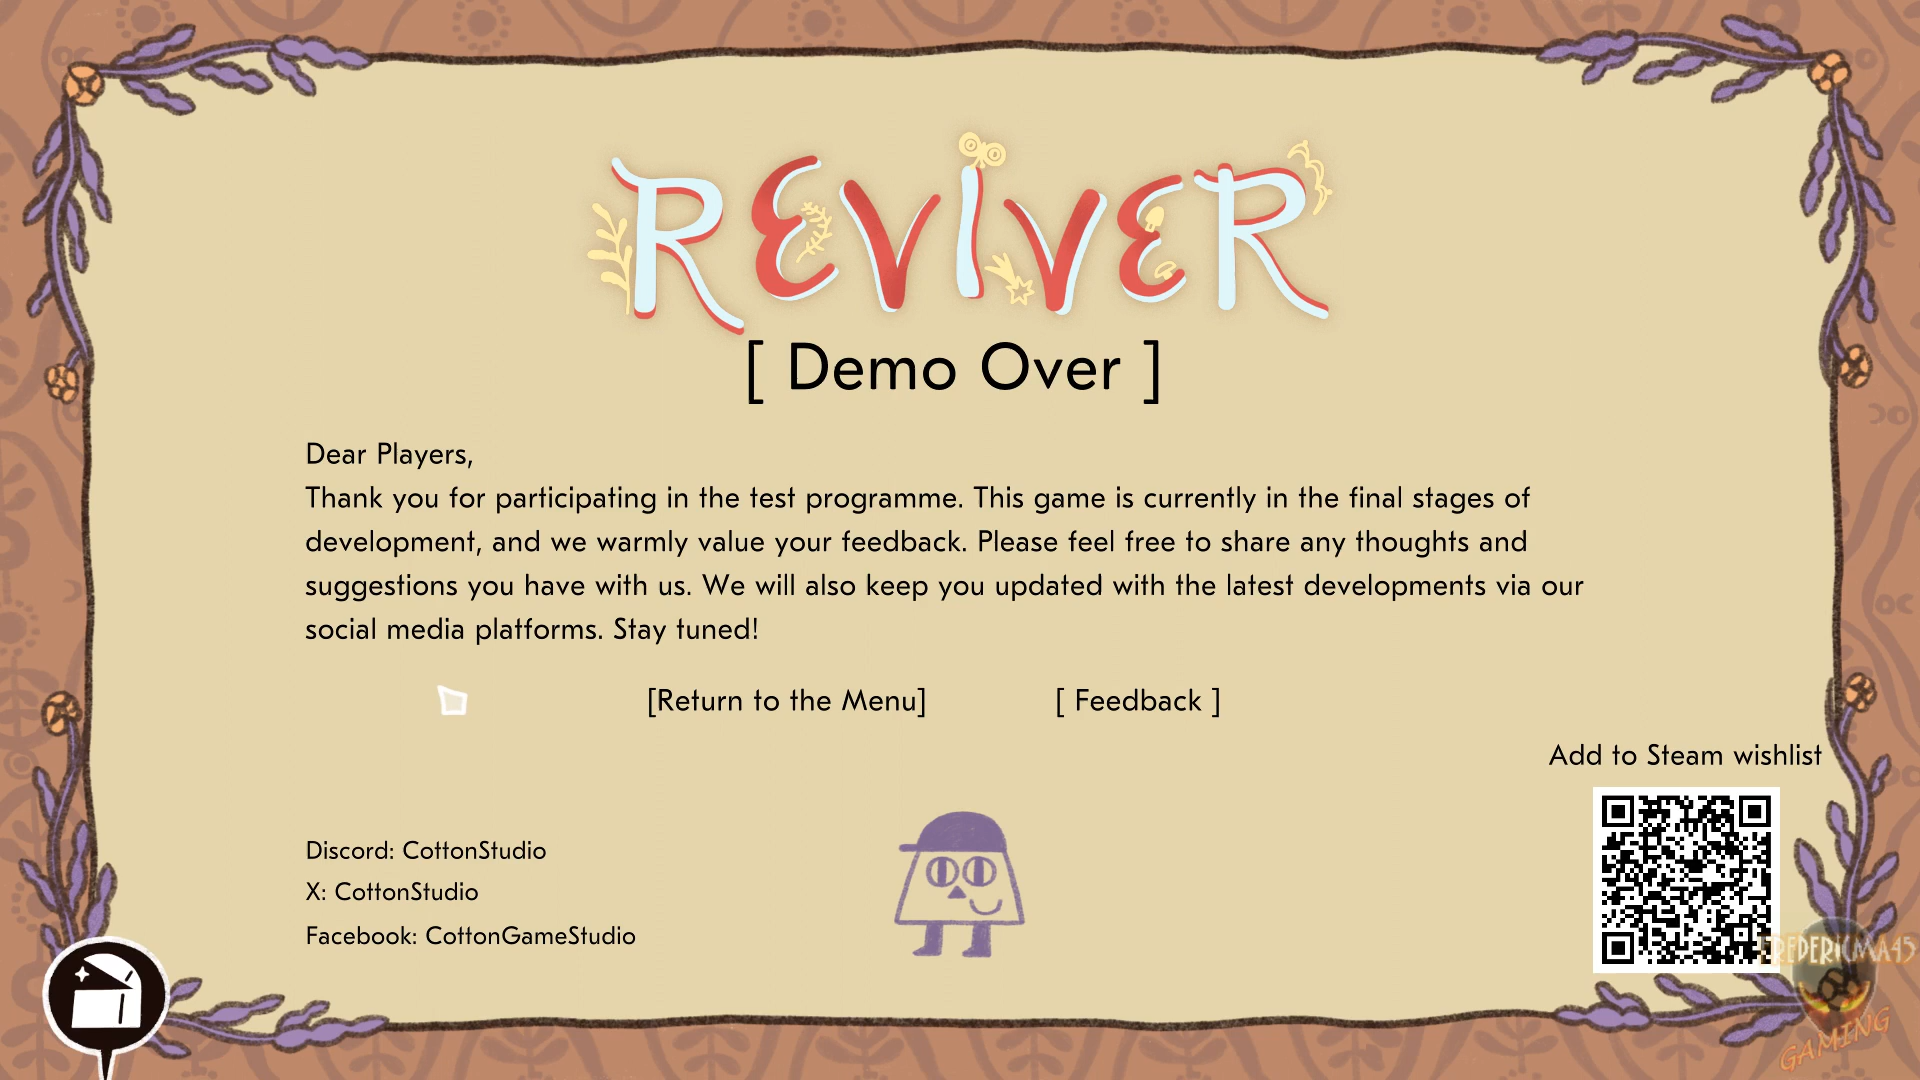 REVIVER
[ Demo Over ]
Dear Players,
Thank you for participating in the test programme. This game is currently in the final stages of
development, and we warmly value your feedback. Please feel free to share any thoughts and
suggestions you have with us. We will also keep you updated with the latest developments via our
social media platforms. Stay tuned!
[Return to the Menu]
[ Feedback ]
Add to Steam wishlist
Discord: CottonStudio
X: CottonStudio
Facebook: CottonGameStudio
FREDERICMA45
GAMING